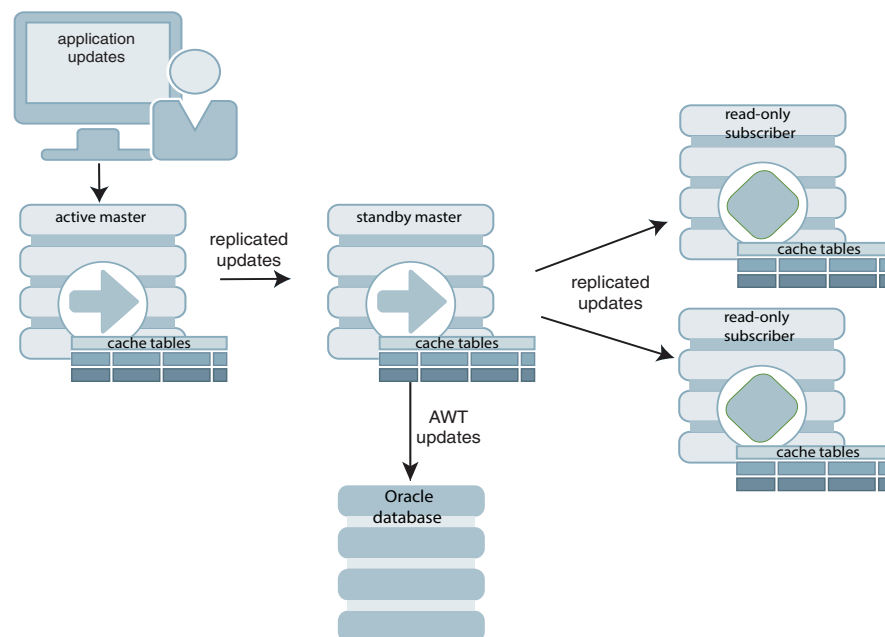 application
updates
active master
cache tables
replicated
updates
standby master
cache tables
AWT
updates
Oracle
database
replicated
updates
read-only
subscriber
cache tables
read-only
subscriber
cache tables